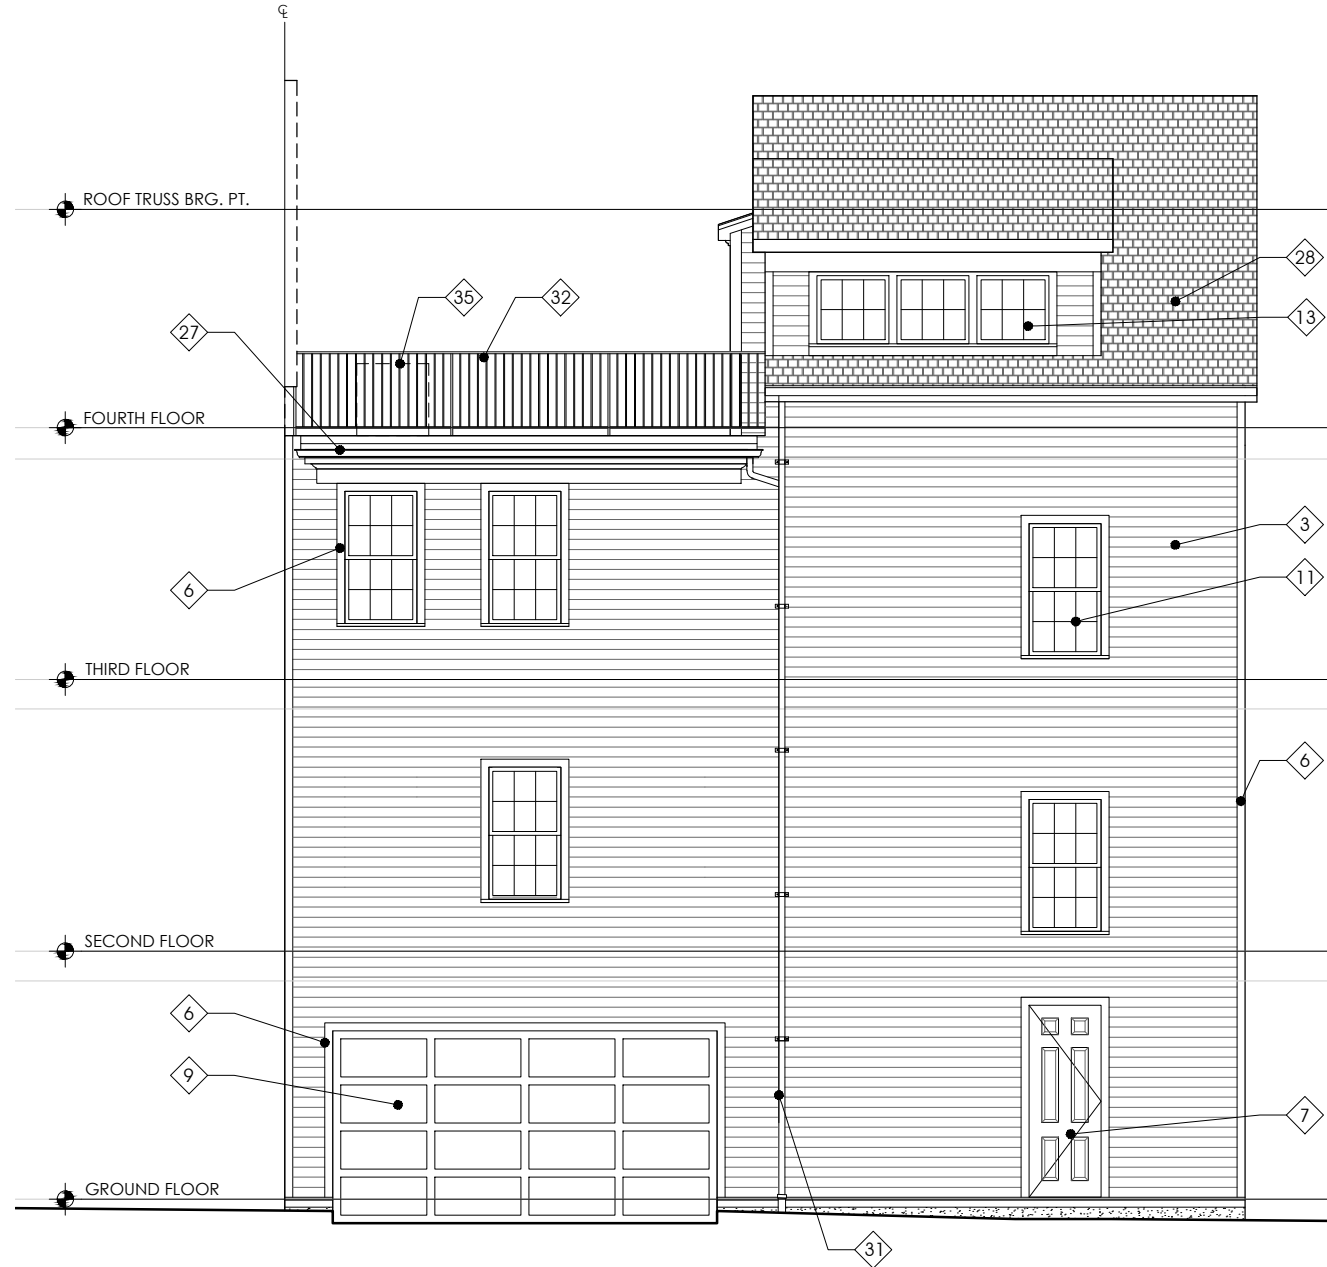 ℄
ROOF TRUSS BRG. PT.
28
35
32
13
27
FOURTH FLOOR
3
11
6
THIRD FLOOR
6
SECOND FLOOR
6
9
7
GROUND FLOOR
31